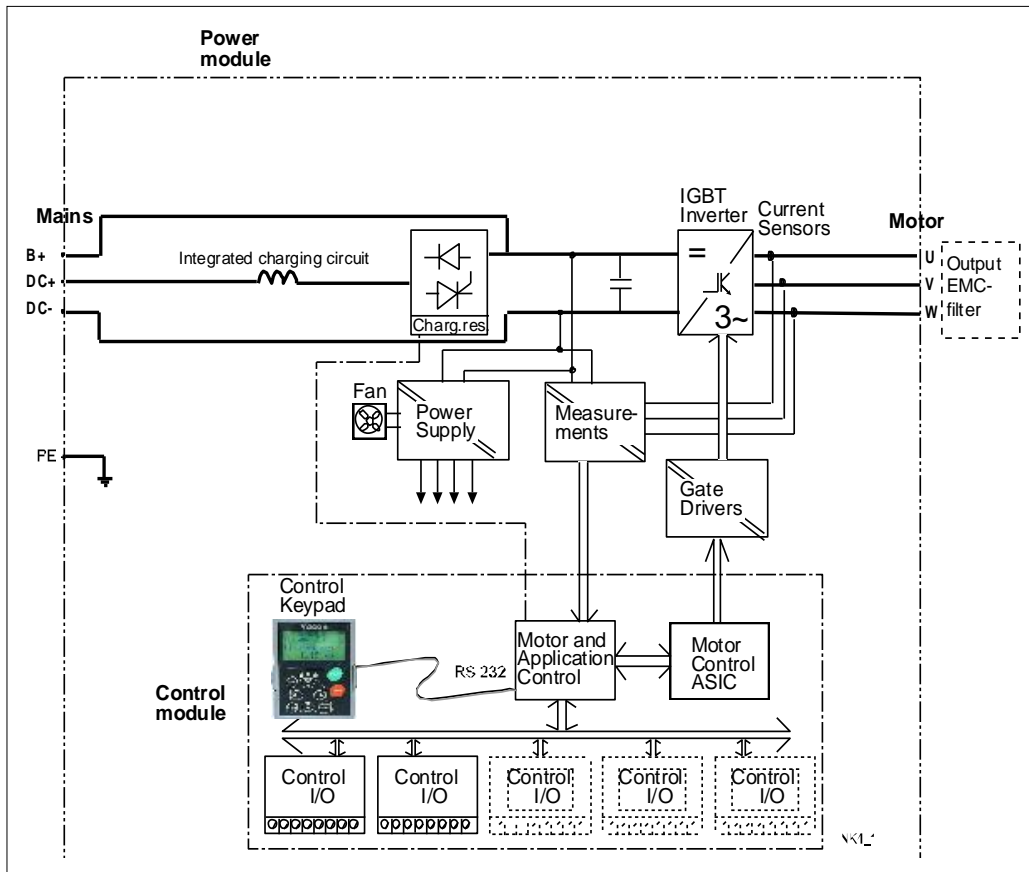 Power
module
IGBT
Inverter
Current
Sensors
Mains
Motor
B+
Integrated charging circuit
=
U
Output
DC+
V
EMC-
DC-
Charg.res.
3~
W
filter
Fan
Power
Supply
Measure-
ments
PE
Gate
Drivers
Control
Keypad
Motor and
Application
Control
RS 232
Motor
Control
ASIC
Control
module
Control
I/O
Control
I/O
Control
I/O
Control
I/O
Control
I/O